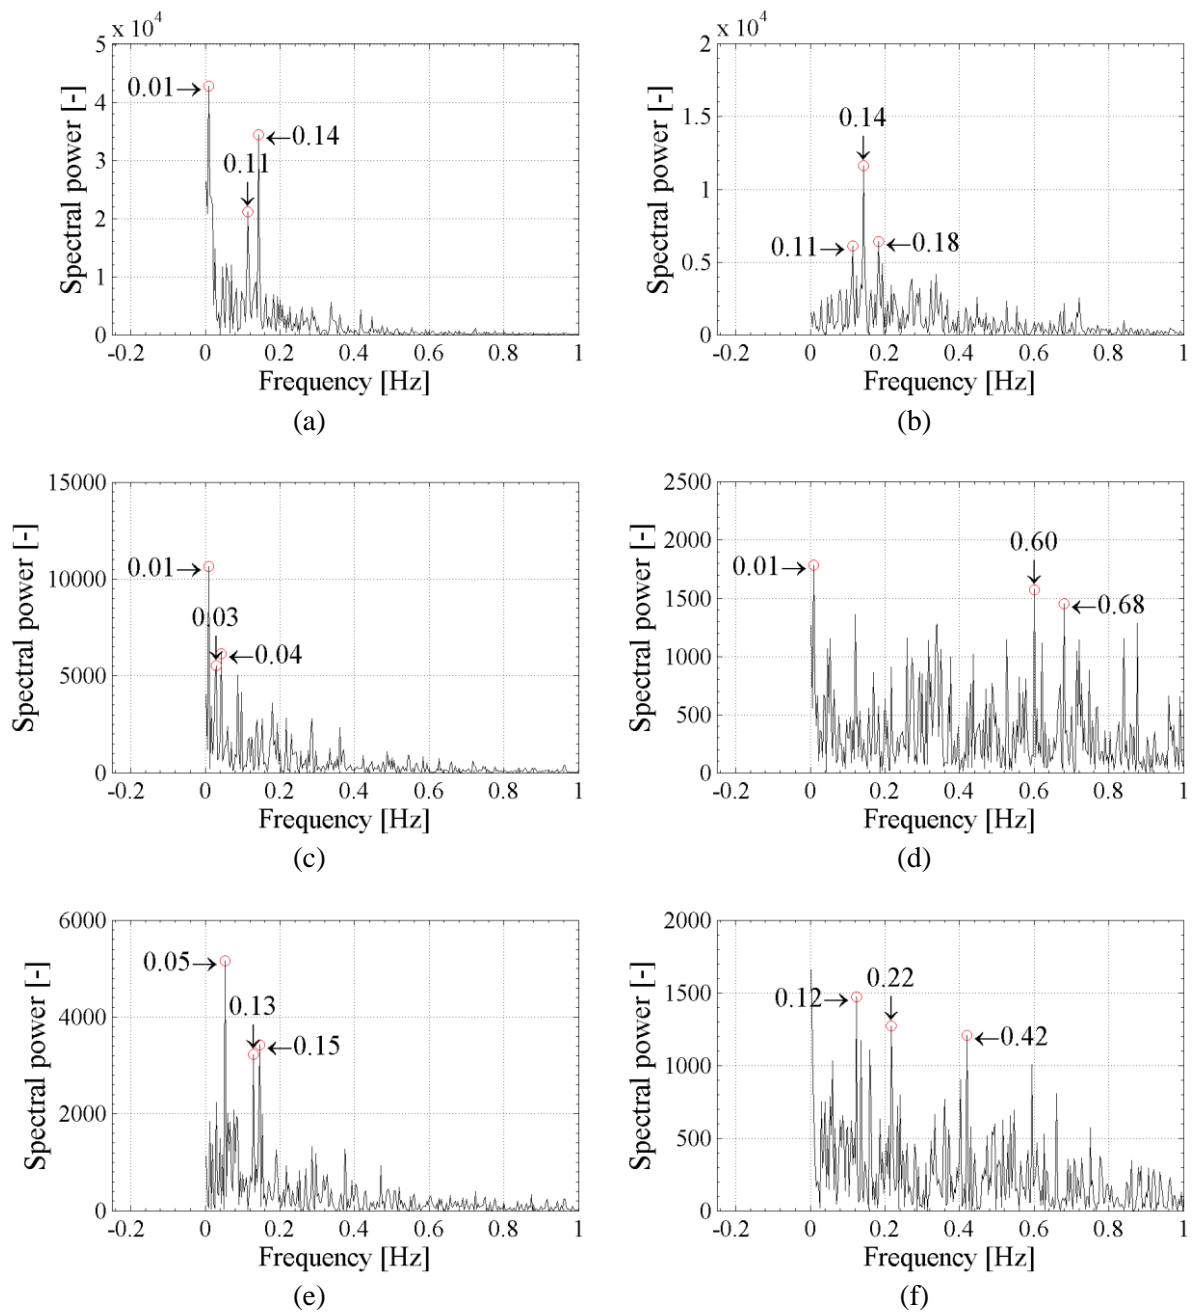 x 10⁴
5
4
3
2
1
0
0.01
0.11
0.14
Spectral power [-]
-0.2 0 0.2 0.4 0.6 0.8 1
Frequency [Hz]
(a)
x 10⁴
2
1.5
1
0.5
0
0.14
0.11
0.18
Spectral power [-]
-0.2 0 0.2 0.4 0.6 0.8 1
Frequency [Hz]
(b)
15000
10000
5000
0
0.01
0.03
0.04
Spectral power [-]
-0.2 0 0.2 0.4 0.6 0.8 1
Frequency [Hz]
(c)
2500
2000
1500
1000
500
0
0.01
0.60
0.68
Spectral power [-]
-0.2 0 0.2 0.4 0.6 0.8 1
Frequency [Hz]
(d)
6000
4000
2000
0
0.05
0.13
0.15
Spectral power [-]
-0.2 0 0.2 0.4 0.6 0.8 1
Frequency [Hz]
(e)
2000
1500
1000
500
0
0.12
0.22
0.42
Spectral power [-]
-0.2 0 0.2 0.4 0.6 0.8 1
Frequency [Hz]
(f)